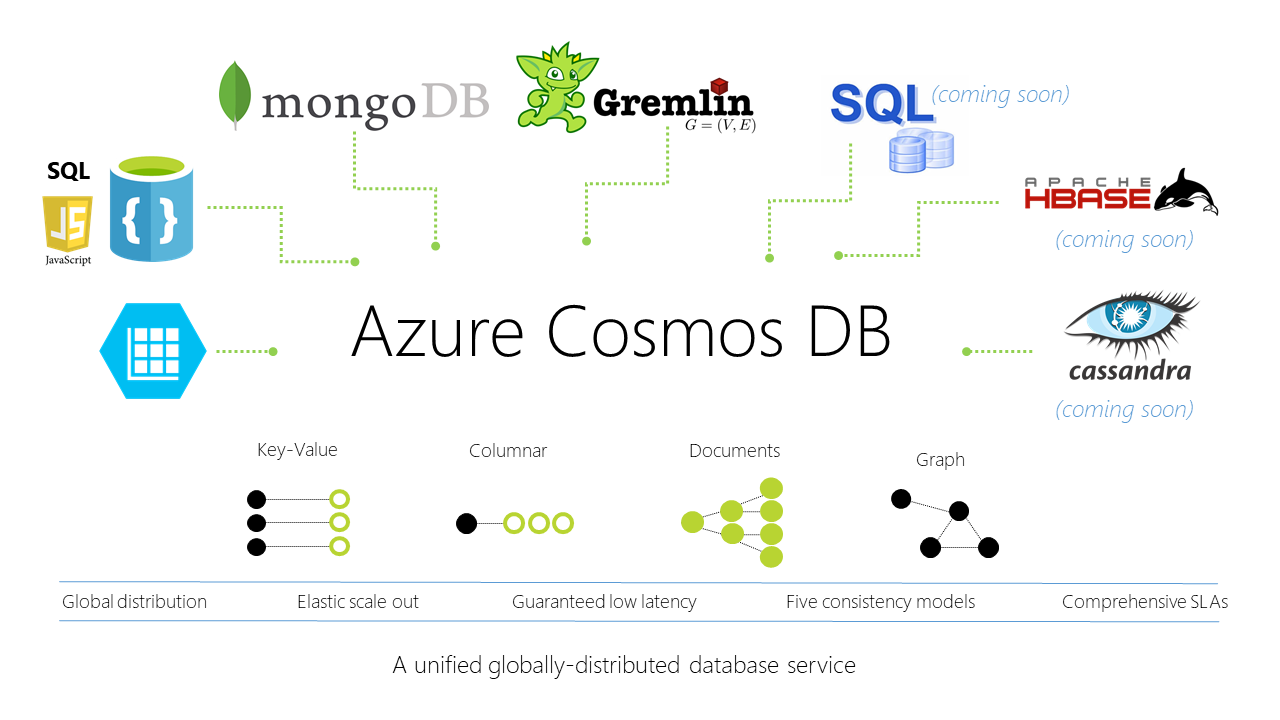 mongoDB
Gremlin
G = (V, E)
SQL (coming soon)
SQL
JS
JavaScript
{ }
APACHE
HBASE
(coming soon)
Azure Cosmos DB
cassandra
(coming soon)
Key-Value
Columnar
Documents
Graph
Global distribution
Elastic scale out
Guaranteed low latency
Five consistency models
Comprehensive SLAs
A unified globally-distributed database service